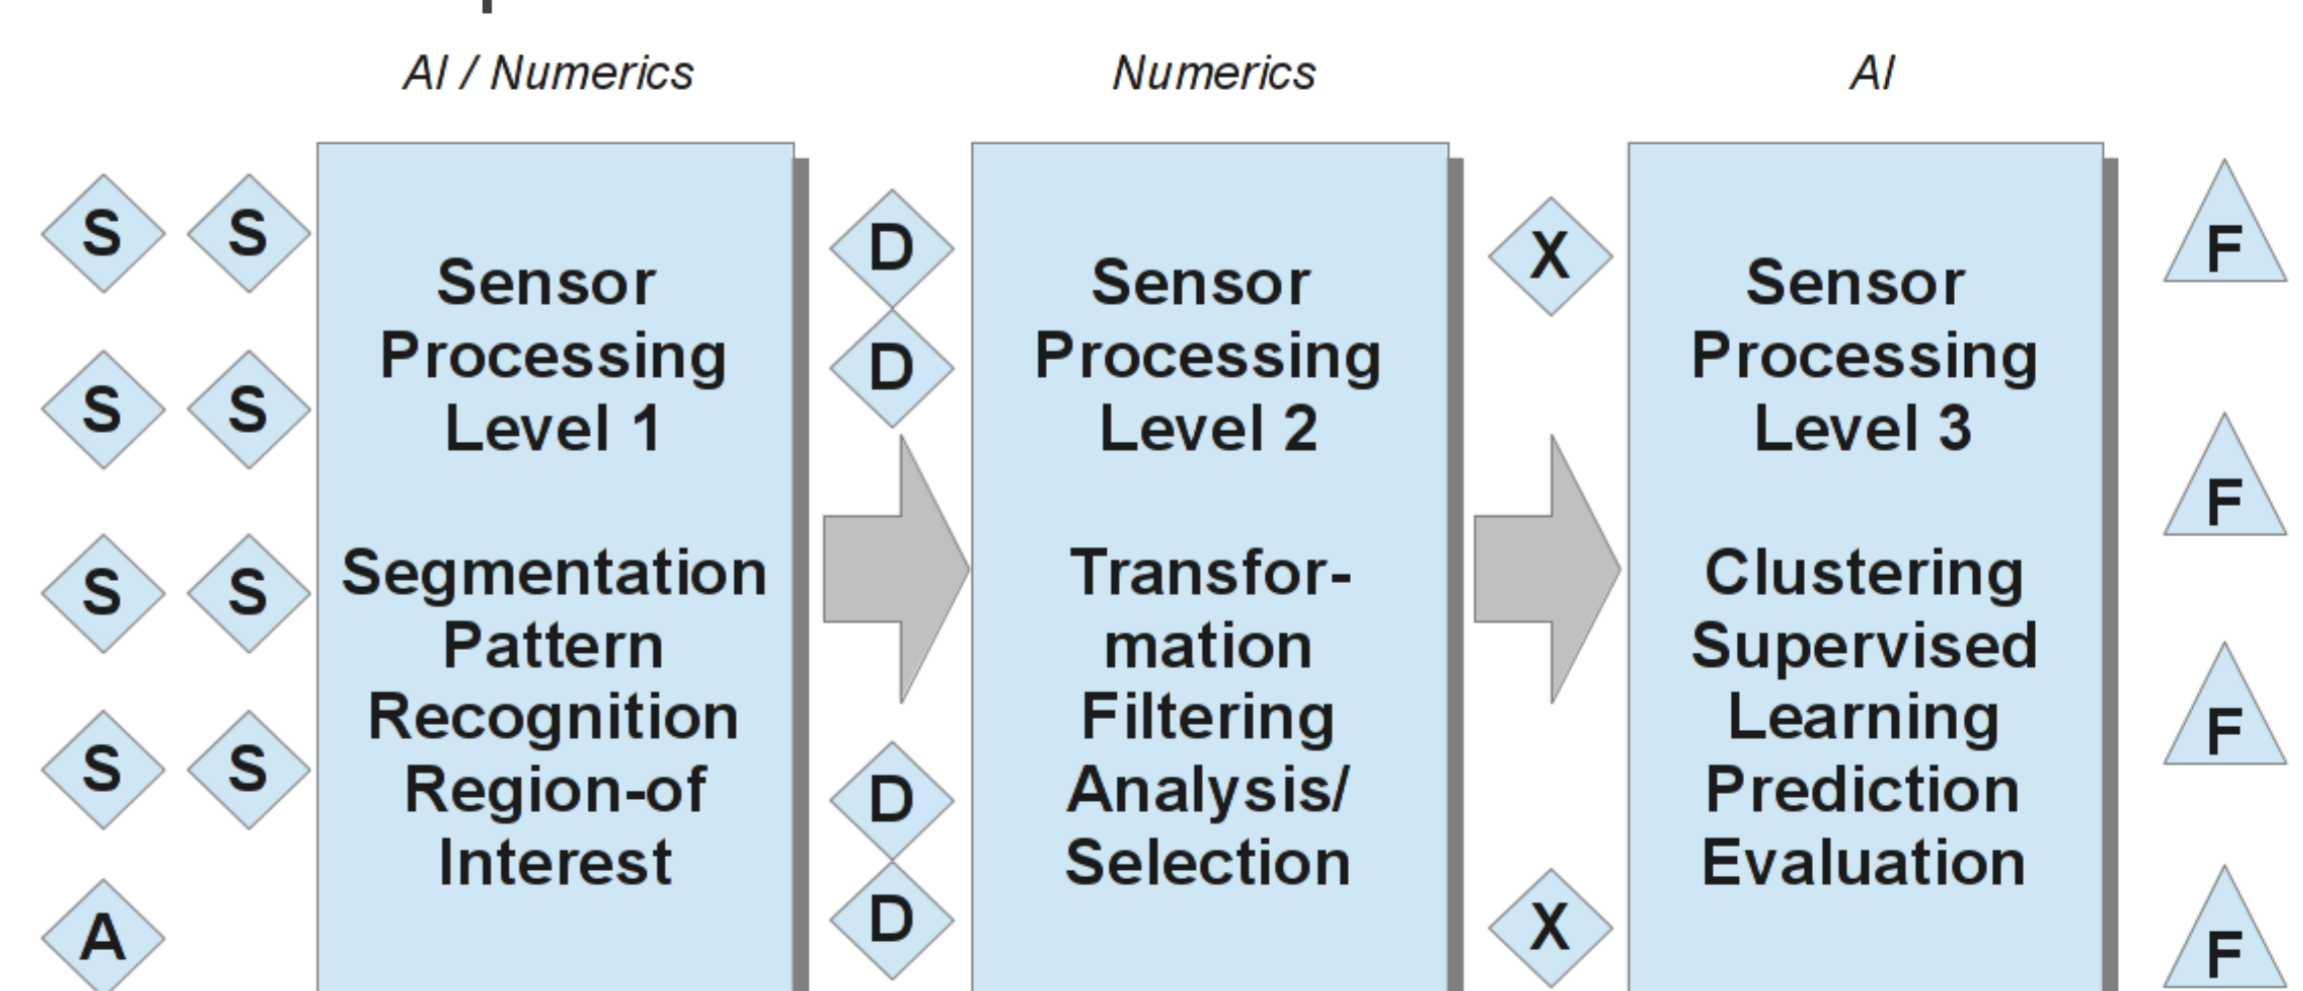 AI / Numerics
Numerics
AI
S
S
S
S
S
S
S
S
A
Sensor
Processing
Level 1
Segmentation
Pattern
Recognition
Region-of
Interest
D
D
D
D
Sensor
Processing
Level 2
Transfor-
mation
Filtering
Analysis/
Selection
X
X
Sensor
Processing
Level 3
Clustering
Supervised
Learning
Prediction
Evaluation
F
F
F
F